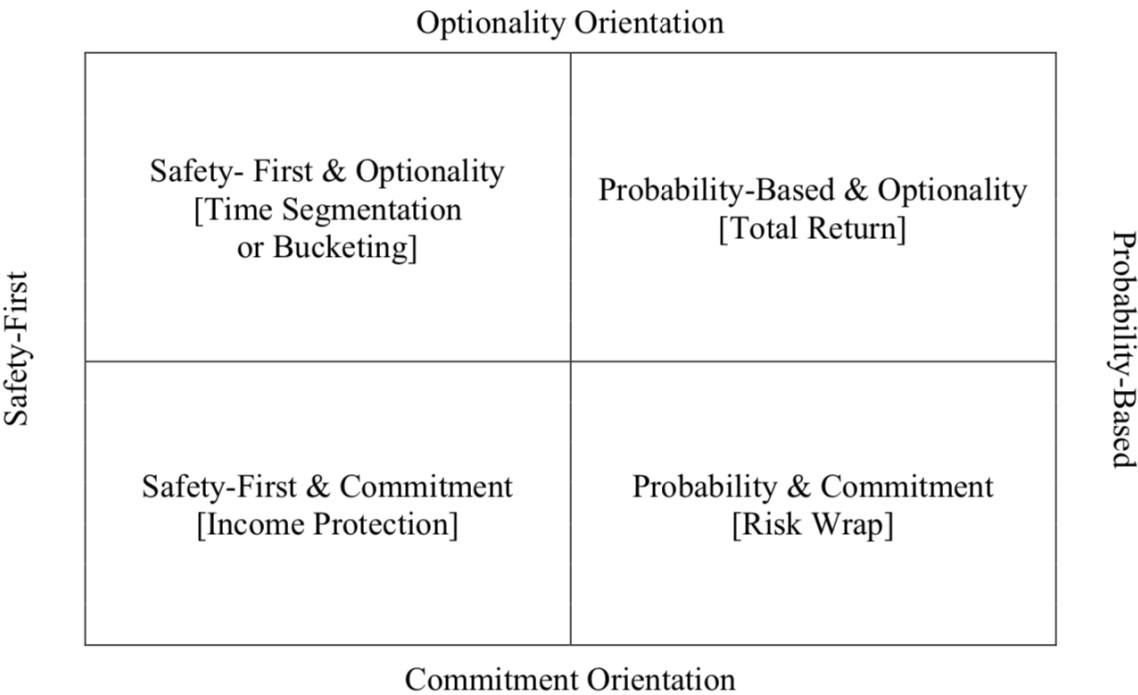 Optionality Orientation
Safety- First & Optionality
[Time Segmentation
or Bucketing]
Probability-Based & Optionality
[Total Return]
Safety-First
Probability-Based
Safety-First & Commitment
[Income Protection]
Probability & Commitment
[Risk Wrap]
Commitment Orientation